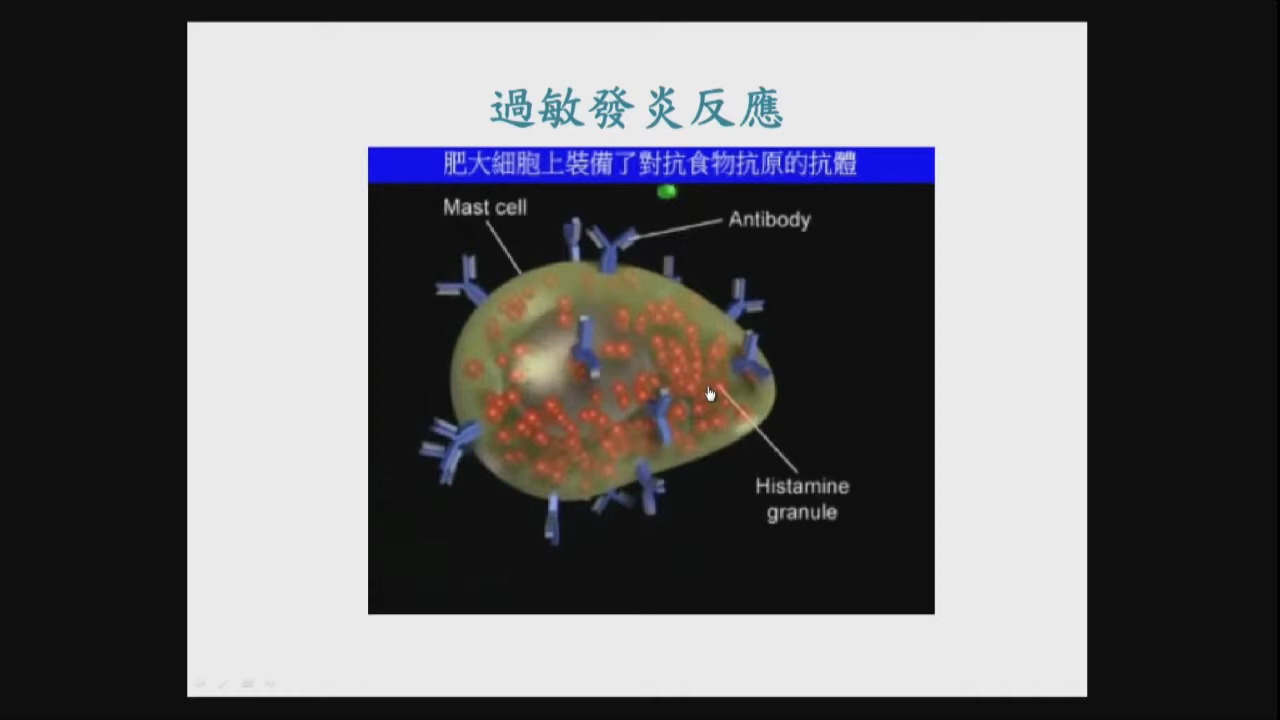 過敏發炎反應
肥大細胞上裝備了對抗食物抗原的抗體
Mast cell
Antibody
Histamine
granule